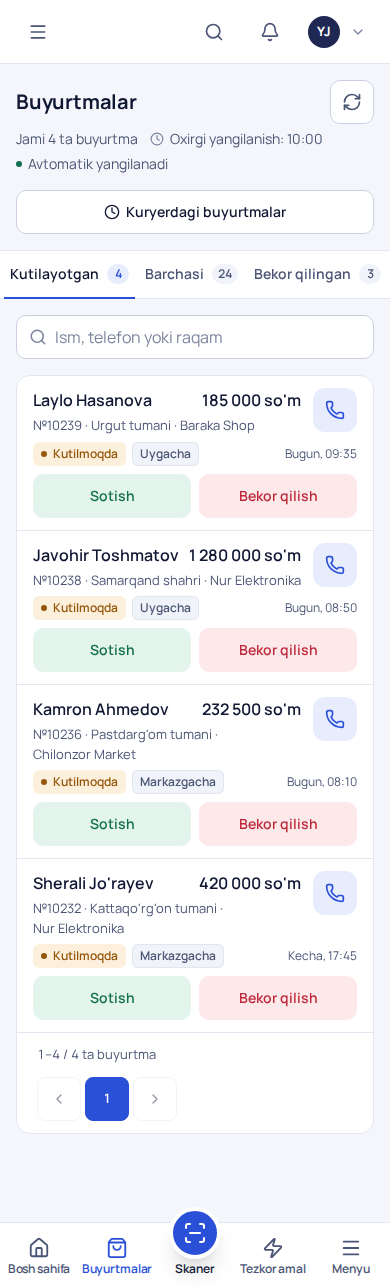 YJ
Buyurtmalar
Jami 4 ta buyurtma Oxirgi yangilanish: 10:00
Avtomatik yangilanadi
Kuryerdagi buyurtmalar
Kutilayotgan 4 Barchasi 24 Bekor qilingan 3
Ism, telefon yoki raqam
Laylo Hasanova 185 000 so'm
№10239 · Urgut tumani · Baraka Shop
Kutilmoqda Uygacha Bugun, 09:35
Sotish Bekor qilish
Javohir Toshmatov 1 280 000 so'm
№10238 · Samarqand shahri · Nur Elektronika
Kutilmoqda Uygacha Bugun, 08:50
Sotish Bekor qilish
Kamron Ahmedov 232 500 so'm
№10236 · Pastdarg'om tumani ·
Chilonzor Market
Kutilmoqda Markazgacha Bugun, 08:10
Sotish Bekor qilish
Sherali Jo'rayev 420 000 so'm
№10232 · Kattaqo'rg'on tumani ·
Nur Elektronika
Kutilmoqda Markazgacha Kecha, 17:45
Sotish Bekor qilish
1–4 / 4 ta buyurtma
1
Bosh sahifa Buyurtmalar Skaner Tezkor amal Menyu